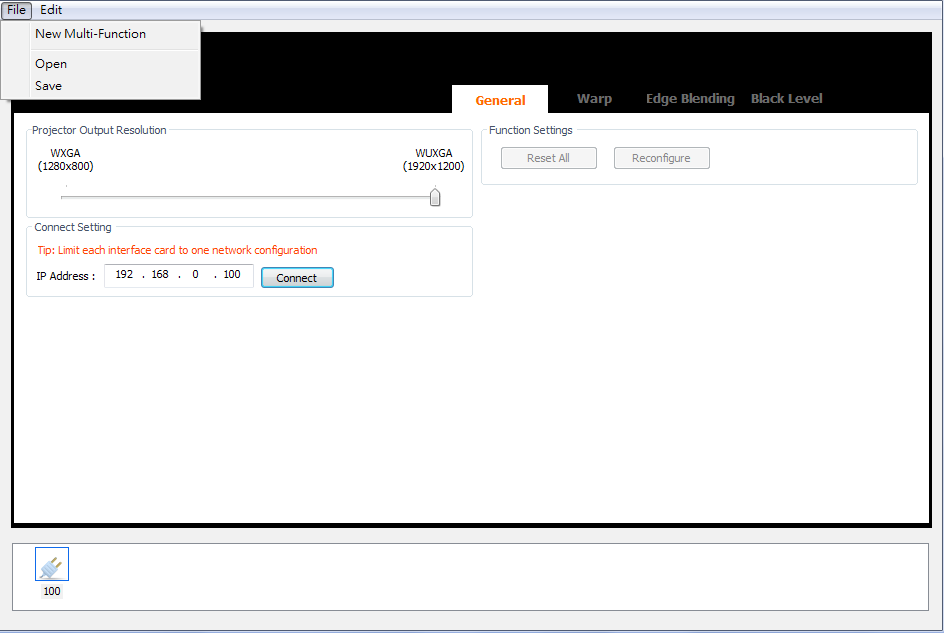 File Edit
New Multi-Function
Open
Save
General Warp Edge Blending Black Level
Projector Output Resolution
WXGA
(1280x800)
WUXGA
(1920x1200)
Function Settings
Reset All Reconfigure
Connect Setting
Tip: Limit each interface card to one network configuration
IP Address : 192 . 168 . 0 . 100 Connect
100